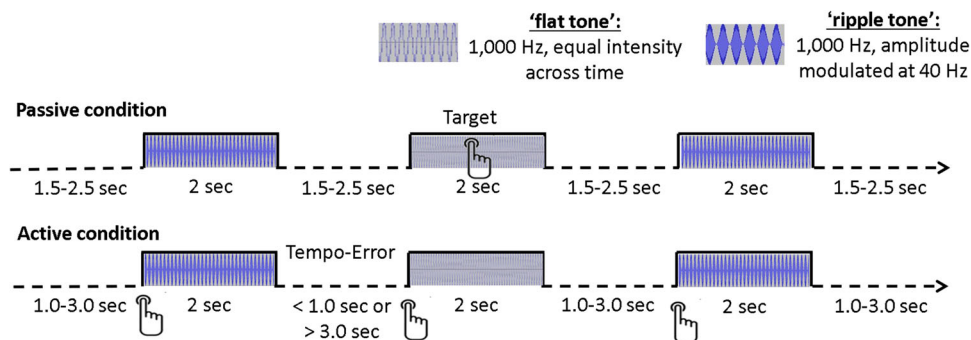 'flat tone':
1,000 Hz, equal intensity
across time
'ripple tone':
1,000 Hz, amplitude
modulated at 40 Hz
Passive condition
Target
1.5-2.5 sec 2 sec 1.5-2.5 sec 2 sec 1.5-2.5 sec 2 sec 1.5-2.5 sec
Active condition
Tempo-Error
1.0-3.0 sec 2 sec < 1.0 sec or 2 sec 1.0-3.0 sec 2 sec 1.0-3.0 sec
> 3.0 sec